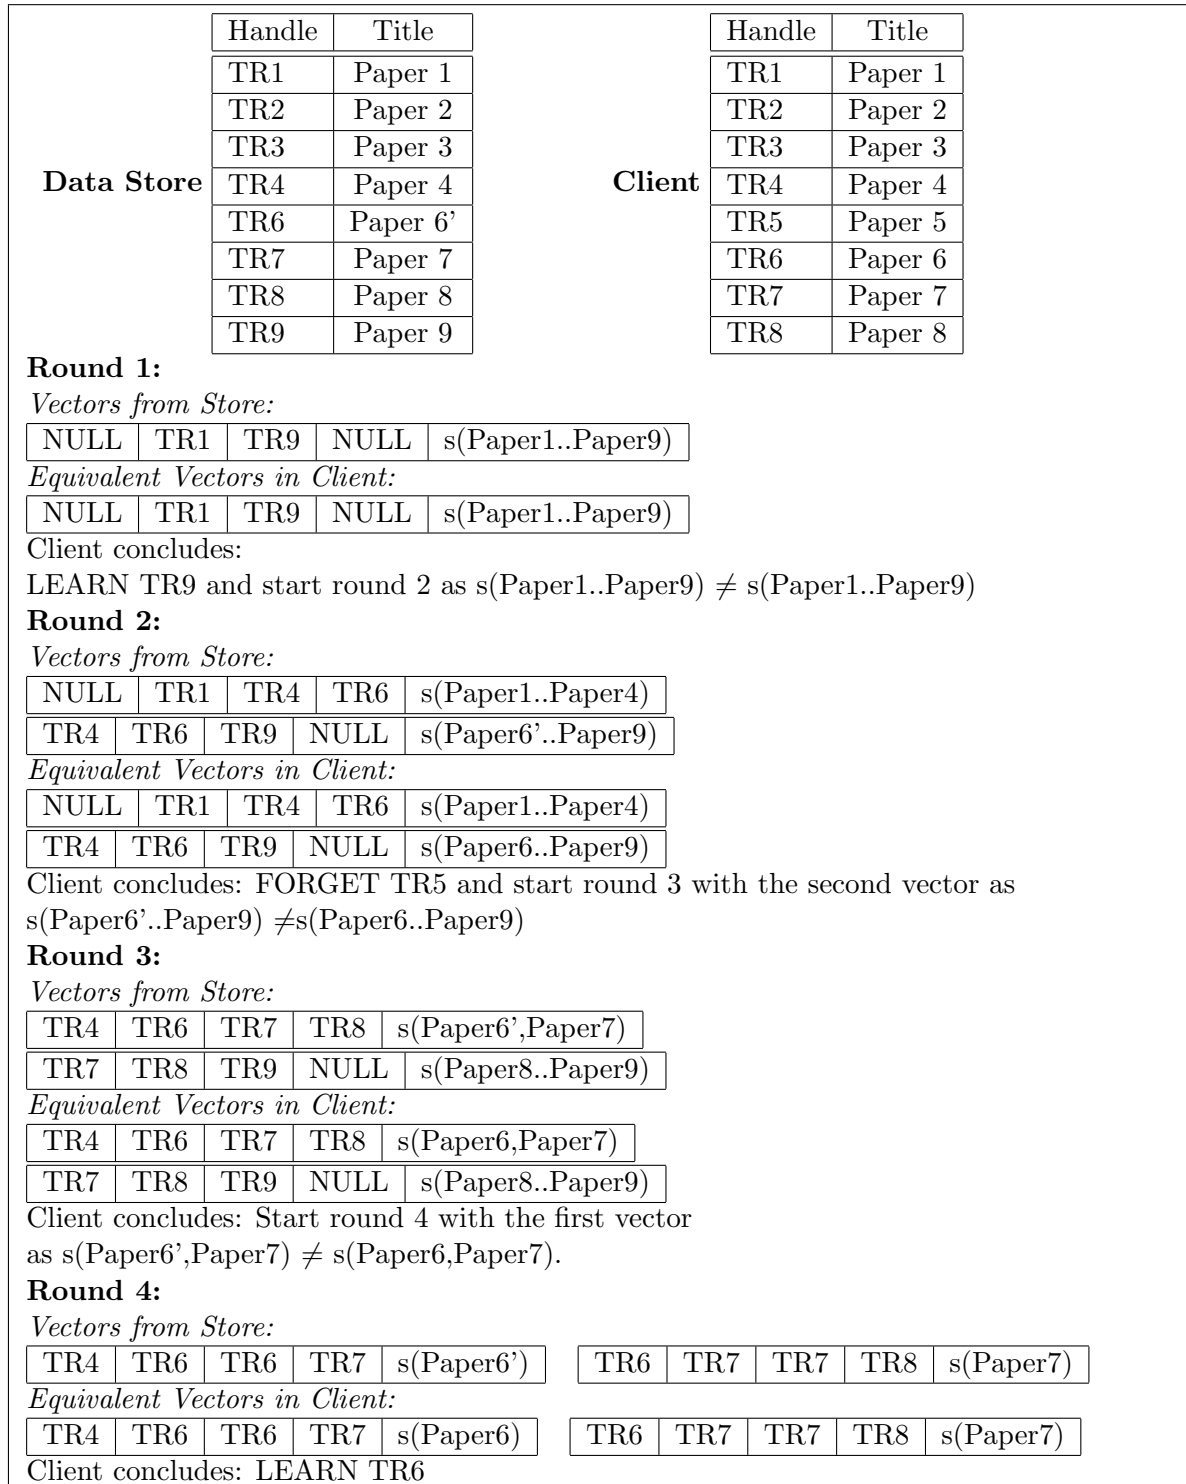 Handle Title Handle Title
TR1 Paper 1 TR1 Paper 1
TR2 Paper 2 TR2 Paper 2
TR3 Paper 3 TR3 Paper 3
Data Store TR4 Paper 4 Client TR4 Paper 4
TR6 Paper 6' TR5 Paper 5
TR7 Paper 7 TR6 Paper 6
TR8 Paper 8 TR7 Paper 7
TR9 Paper 9 TR8 Paper 8
Round 1:
Vectors from Store:
NULL TR1 TR9 NULL s(Paper1..Paper9)
Equivalent Vectors in Client:
NULL TR1 TR9 NULL s(Paper1..Paper9)
Client concludes:
LEARN TR9 and start round 2 as s(Paper1..Paper9) ≠ s(Paper1..Paper9)
Round 2:
Vectors from Store:
NULL TR1 TR4 TR6 s(Paper1..Paper4)
TR4 TR6 TR9 NULL s(Paper6'..Paper9)
Equivalent Vectors in Client:
NULL TR1 TR4 TR6 s(Paper1..Paper4)
TR4 TR6 TR9 NULL s(Paper6..Paper9)
Client concludes: FORGET TR5 and start round 3 with the second vector as
s(Paper6'..Paper9) ≠s(Paper6..Paper9)
Round 3:
Vectors from Store:
TR4 TR6 TR7 TR8 s(Paper6',Paper7)
TR7 TR8 TR9 NULL s(Paper8..Paper9)
Equivalent Vectors in Client:
TR4 TR6 TR7 TR8 s(Paper6,Paper7)
TR7 TR8 TR9 NULL s(Paper8..Paper9)
Client concludes: Start round 4 with the first vector
as s(Paper6',Paper7) ≠ s(Paper6,Paper7).
Round 4:
Vectors from Store:
TR4 TR6 TR6 TR7 s(Paper6') TR6 TR7 TR7 TR8 s(Paper7)
Equivalent Vectors in Client:
TR4 TR6 TR6 TR7 s(Paper6) TR6 TR7 TR7 TR8 s(Paper7)
Client concludes: LEARN TR6